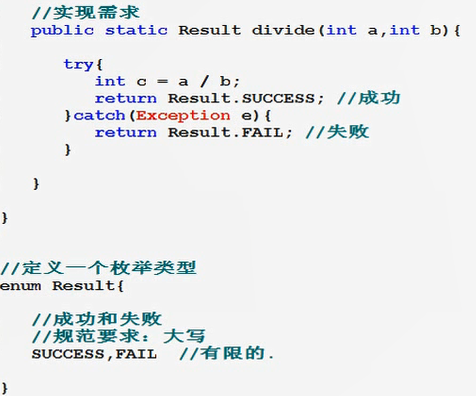 //实现需求
public static Result divide(int a,int b){
try{
int c = a / b;
return Result.SUCCESS; //成功
}catch(Exception e){
return Result.FAIL; //失败
}
}
}
//定义一个枚举类型
enum Result{
//成功和失败
//规范要求：大写
SUCCESS,FAIL //有限的.
}